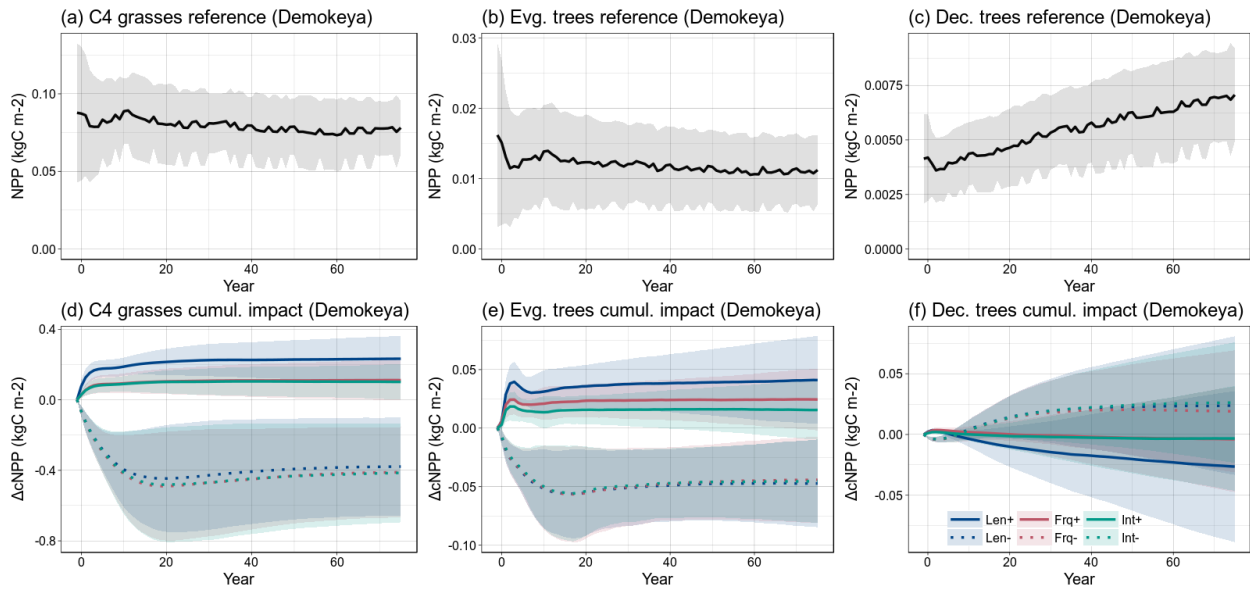 (a) C4 grasses reference (Demokeya)
NPP (kgC m-2)
0.10
0.05
0.00
0
20
40
60
Year
(b) Evg. trees reference (Demokeya)
NPP (kgC m-2)
0.03
0.02
0.01
0.00
0
20
40
60
Year
(c) Dec. trees reference (Demokeya)
NPP (kgC m-2)
0.0075
0.0050
0.0025
0.0000
0
20
40
60
Year
(d) C4 grasses cumul. impact (Demokeya)
ΔcNPP (kgC m-2)
0.4
0.0
-0.4
-0.8
0
20
40
60
Year
(e) Evg. trees cumul. impact (Demokeya)
ΔcNPP (kgC m-2)
0.05
0.00
-0.05
-0.10
0
20
40
60
Year
(f) Dec. trees cumul. impact (Demokeya)
ΔcNPP (kgC m-2)
0.05
0.00
-0.05
Len+ Frq+ Int+
Len- Frq- Int-
0
20
40
60
Year